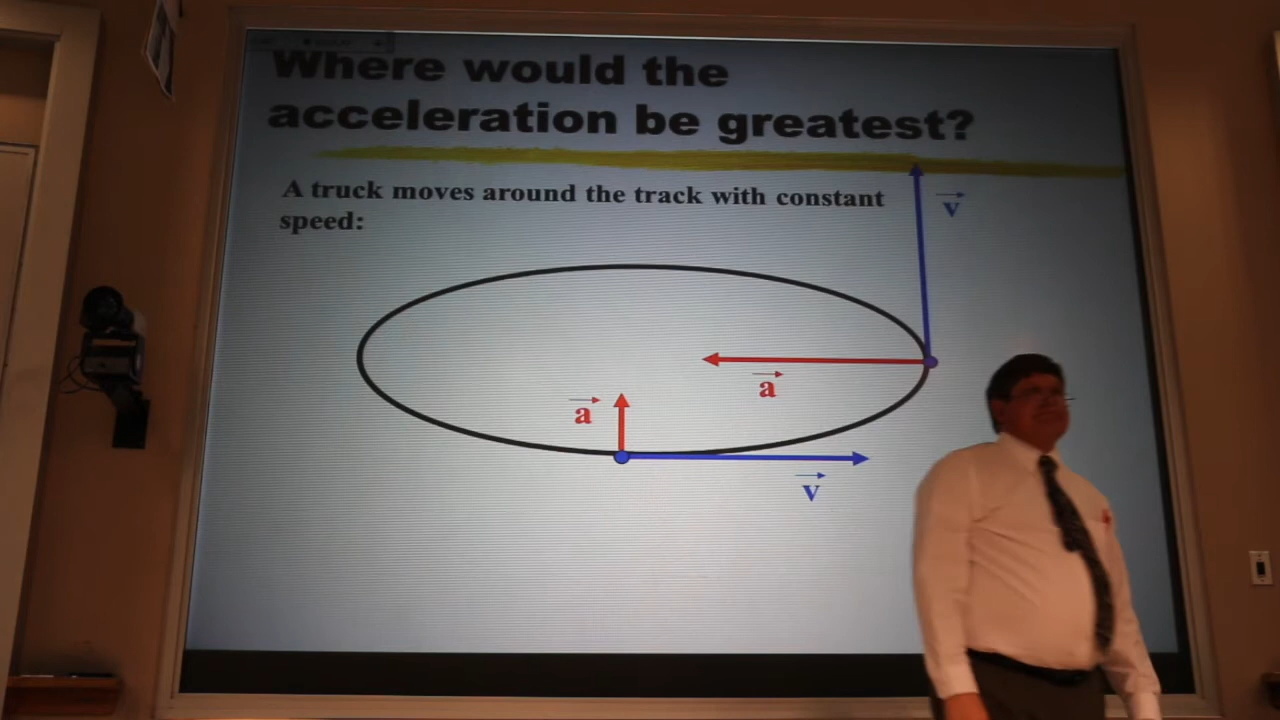 Where would the
acceleration be greatest?
A truck moves around the track with constant
speed:
v
a
a
v